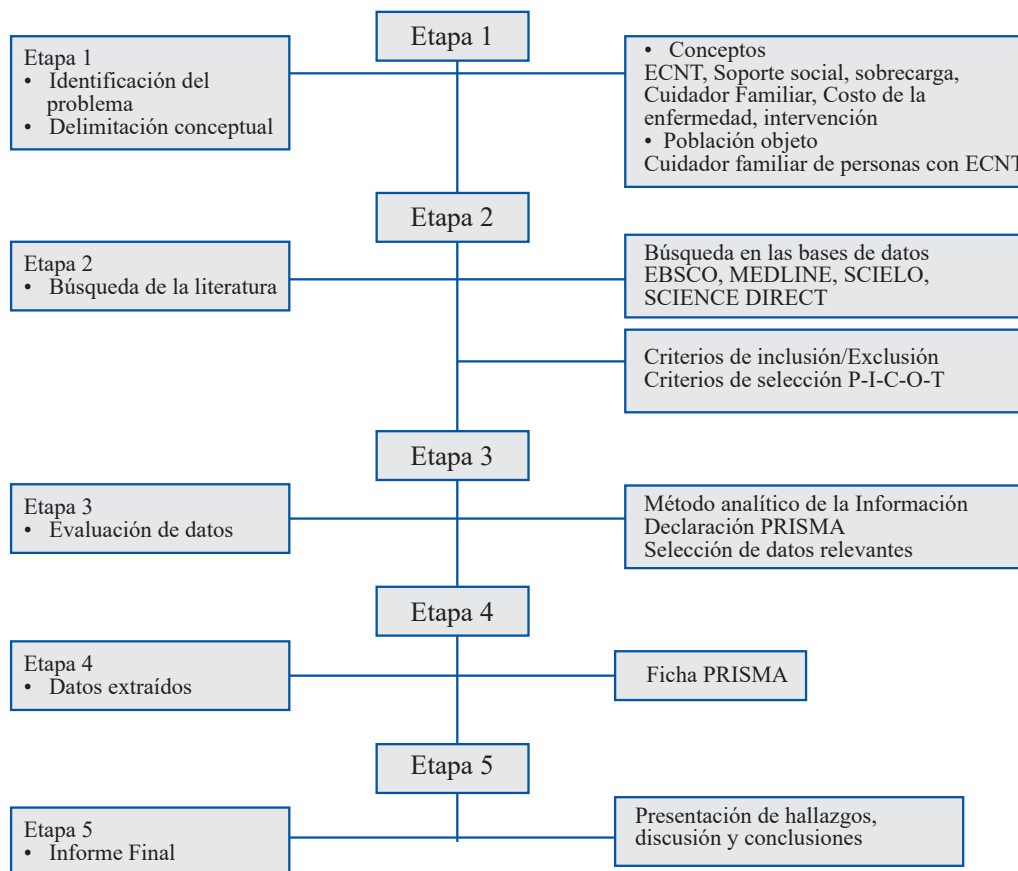 Etapa 1
Etapa 1
• Identificación del
problema
• Delimitación conceptual
• Conceptos
ECNT, Soporte social, sobrecarga,
Cuidador Familiar, Costo de la
enfermedad, intervención
• Población objeto
Cuidador familiar de personas con ECNT
Etapa 2
Etapa 2
• Búsqueda de la literatura
Búsqueda en las bases de datos
EBSCO, MEDLINE, SCIELO,
SCIENCE DIRECT
Criterios de inclusión/Exclusión
Criterios de selección P-I-C-O-T
Etapa 3
Etapa 3
• Evaluación de datos
Método analítico de la Información
Declaración PRISMA
Selección de datos relevantes
Etapa 4
Etapa 4
• Datos extraídos
Ficha PRISMA
Etapa 5
Etapa 5
• Informe Final
Presentación de hallazgos,
discusión y conclusiones